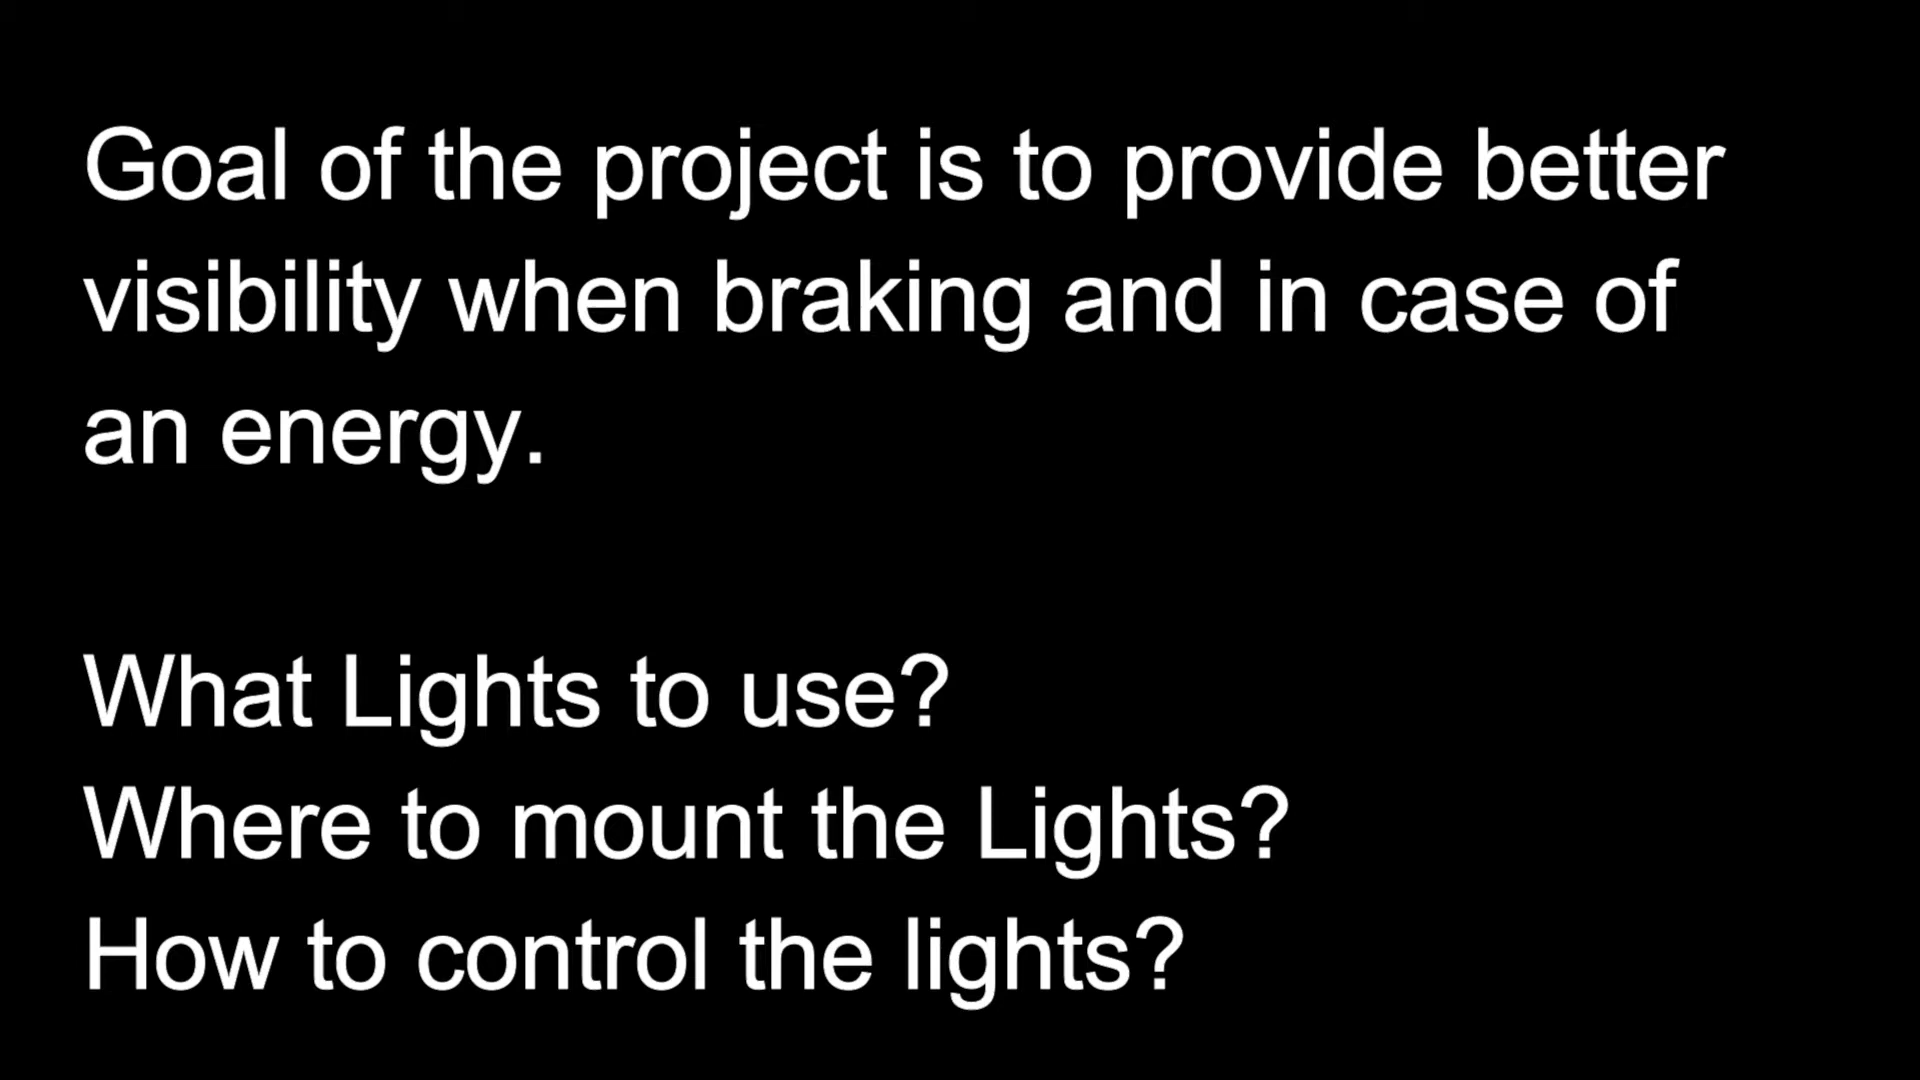 Goal of the project is to provide better
visibility when braking and in case of
an energy.
What Lights to use?
Where to mount the Lights?
How to control the lights?